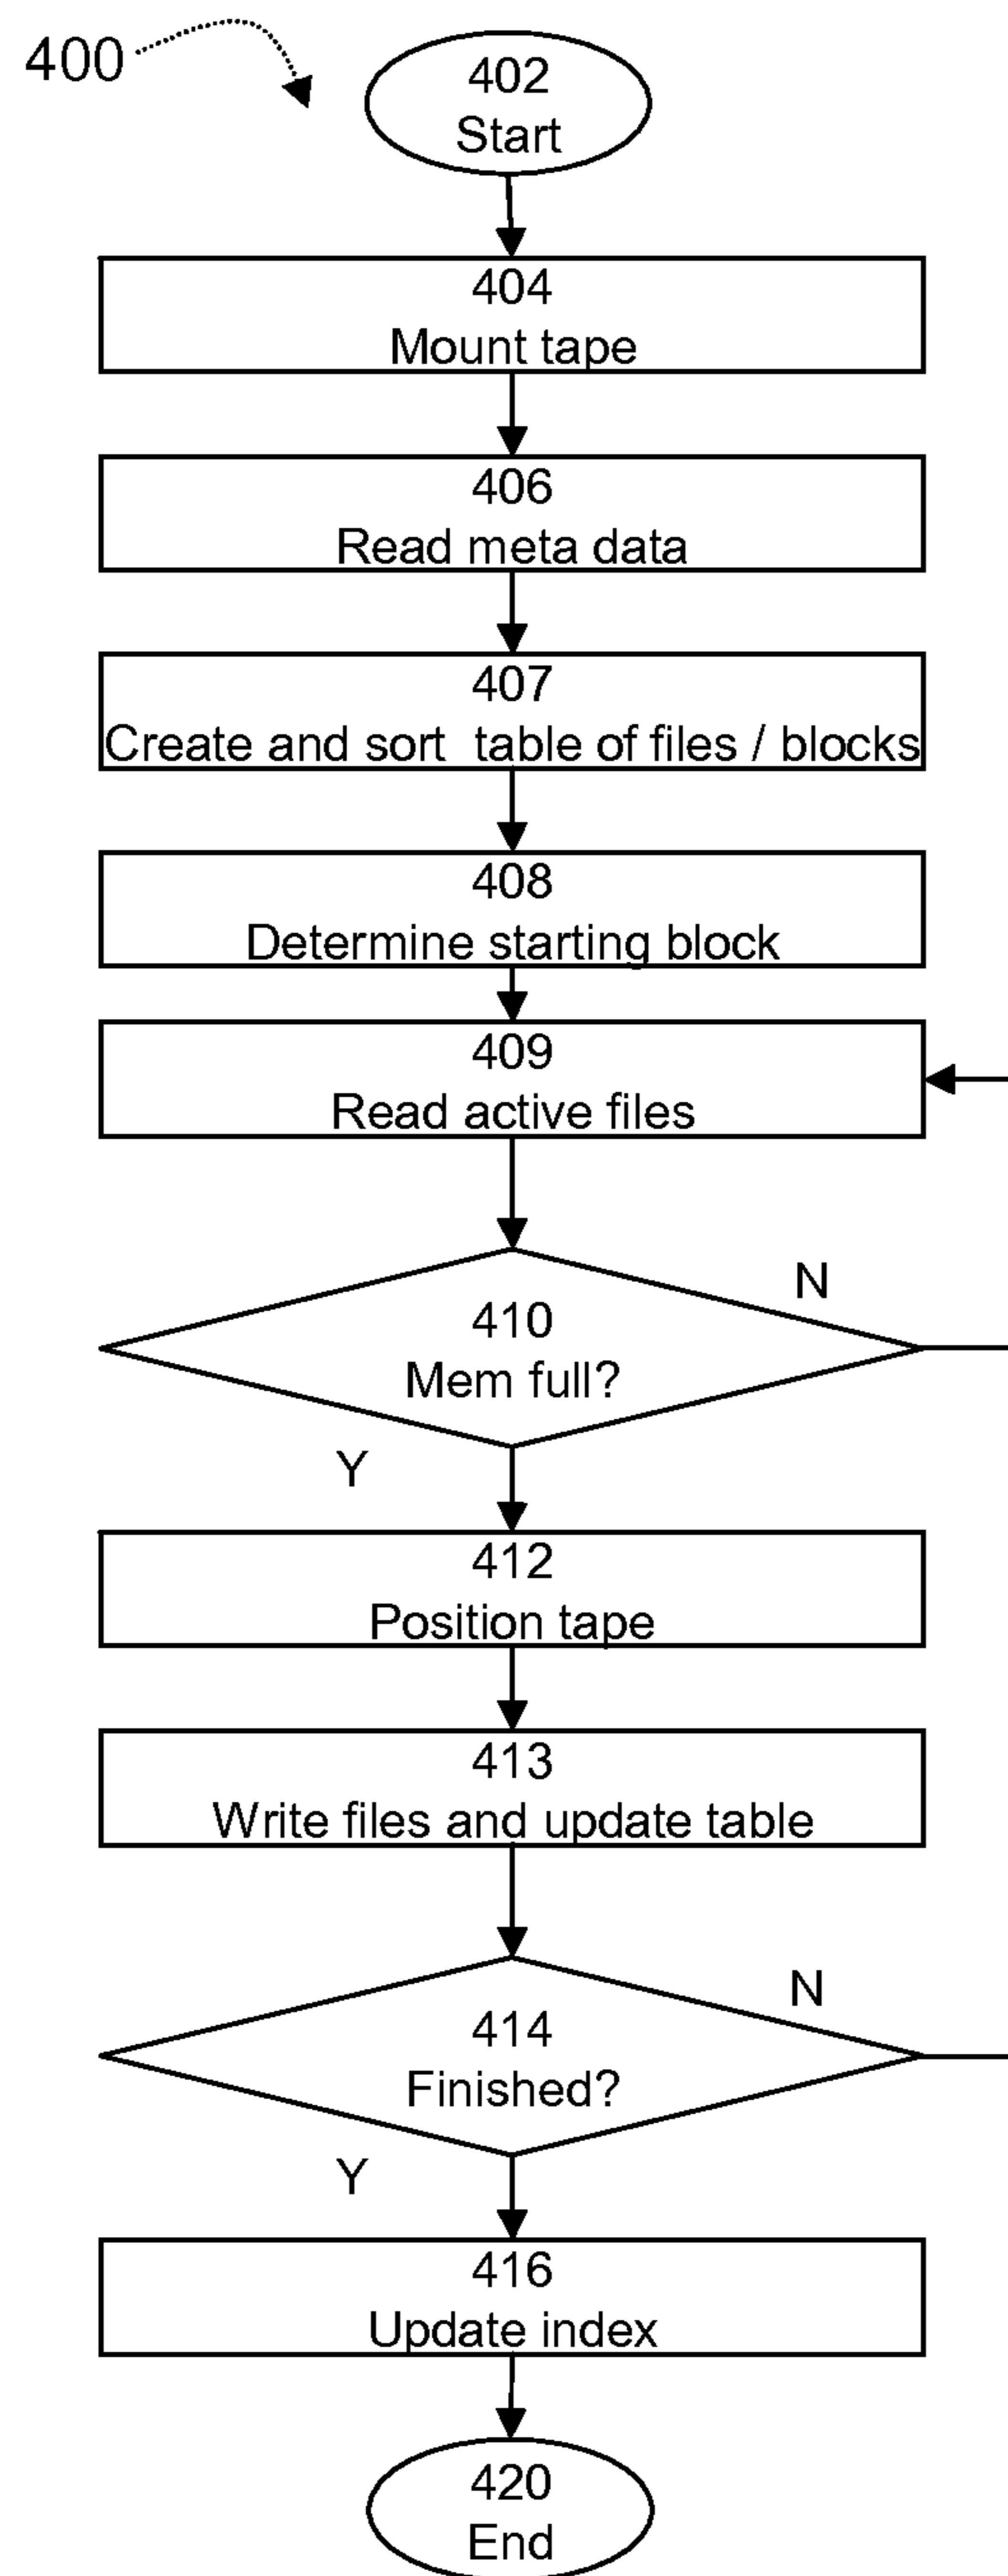 400
402
Start
404
Mount tape
406
Read meta data
407
Create and sort table of files / blocks
408
Determine starting block
409
Read active files
N
410
Mem full?
Y
412
Position tape
413
Write files and update table
N
414
Finished?
Y
416
Update index
420
End